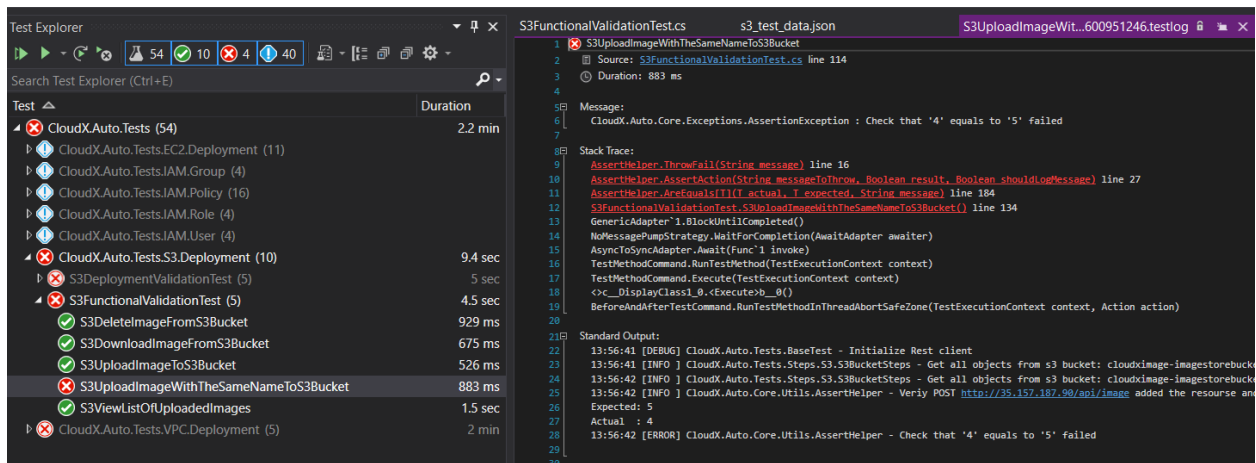 Test Explorer
54 10 4 40
Search Test Explorer (Ctrl+E)
Test Duration
CloudX.Auto.Tests (54) 2.2 min
CloudX.Auto.Tests.EC2.Deployment (11)
CloudX.Auto.Tests.IAM.Group (4)
CloudX.Auto.Tests.IAM.Policy (16)
CloudX.Auto.Tests.IAM.Role (4)
CloudX.Auto.Tests.IAM.User (4)
CloudX.Auto.Tests.S3.Deployment (10) 9.4 sec
S3DeploymentValidationTest (5) 5 sec
S3FunctionalValidationTest (5) 4.5 sec
S3DeleteImageFromS3Bucket 929 ms
S3DownloadImageFromS3Bucket 675 ms
S3UploadImageToS3Bucket 526 ms
S3UploadImageWithTheSameNameToS3Bucket 883 ms
S3ViewListOfUploadedImages 1.5 sec
CloudX.Auto.Tests.VPC.Deployment (5) 2 min
S3FunctionalValidationTest.cs s3_test_data.json S3UploadImageWit...600951246.testlog
1 S3UploadImageWithTheSameNameToS3Bucket
2 Source: S3FunctionalValidationTest.cs line 114
3 Duration: 883 ms
4
5 Message:
6 CloudX.Auto.Core.Exceptions.AssertionException : Check that '4' equals to '5' failed
7
8 Stack Trace:
9 AssertHelper.ThrowFail(String message) line 16
10 AssertHelper.AssertAction(String messageToThrow, Boolean result, Boolean shouldLogMessage) line 27
11 AssertHelper.AreEquals[T](T actual, T expected, String message) line 184
12 S3FunctionalValidationTest.S3UploadImageWithTheSameNameToS3Bucket() line 134
13 GenericAdapter`1.BlockUntilCompleted()
14 NoMessagePumpStrategy.WaitForCompletion(AwaitAdapter awaiter)
15 AsyncToSyncAdapter.Await(Func`1 invoke)
16 TestMethodCommand.RunTestMethod(TestExecutionContext context)
17 TestMethodCommand.Execute(TestExecutionContext context)
18 <>c__DisplayClass1_0.<Execute>b__0()
19 BeforeAndAfterTestCommand.RunTestMethodInThreadAbortSafeZone(TestExecutionContext context, Action action)
20
21 Standard Output:
22 13:56:41 [DEBUG] CloudX.Auto.Tests.BaseTest - Initialize Rest client
23 13:56:41 [INFO ] CloudX.Auto.Tests.Steps.S3.S3BucketSteps - Get all objects from s3 bucket: cloudximage-imagestorebucke
24 13:56:42 [INFO ] CloudX.Auto.Tests.Steps.S3.S3BucketSteps - Get all objects from s3 bucket: cloudximage-imagestorebucke
25 13:56:42 [INFO ] CloudX.Auto.Core.Utils.AssertHelper - Veriy POST http://35.157.187.90/api/image added the resourse and
26 Expected: 5
27 Actual : 4
28 13:56:42 [ERROR] CloudX.Auto.Core.Utils.AssertHelper - Check that '4' equals to '5' failed
29